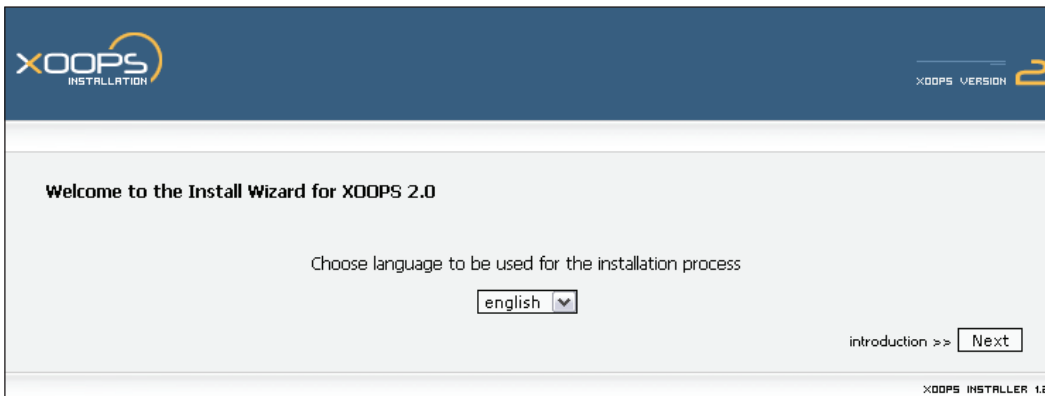 XOOPS
INSTALLATION
XOOPS VERSION 2
Welcome to the Install Wizard for XOOPS 2.0
Choose language to be used for the installation process
english
introduction >> Next
XOOPS INSTALLER